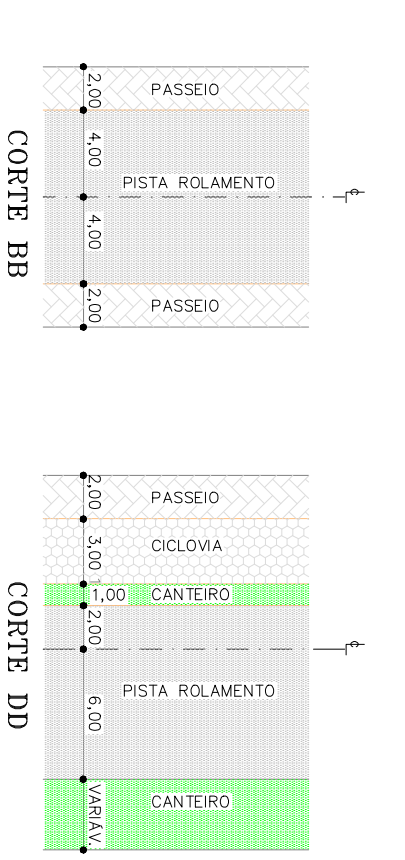 2,00
PASSEIO
4,00
PISTA ROLAMENTO
4,00
2,00
PASSEIO
CORTE BB
2,00
PASSEIO
3,00
CICLOVIA
1,00
CANTEIRO
2,00
PISTA ROLAMENTO
6,00
VARIÁV.
CANTEIRO
CORTE DD